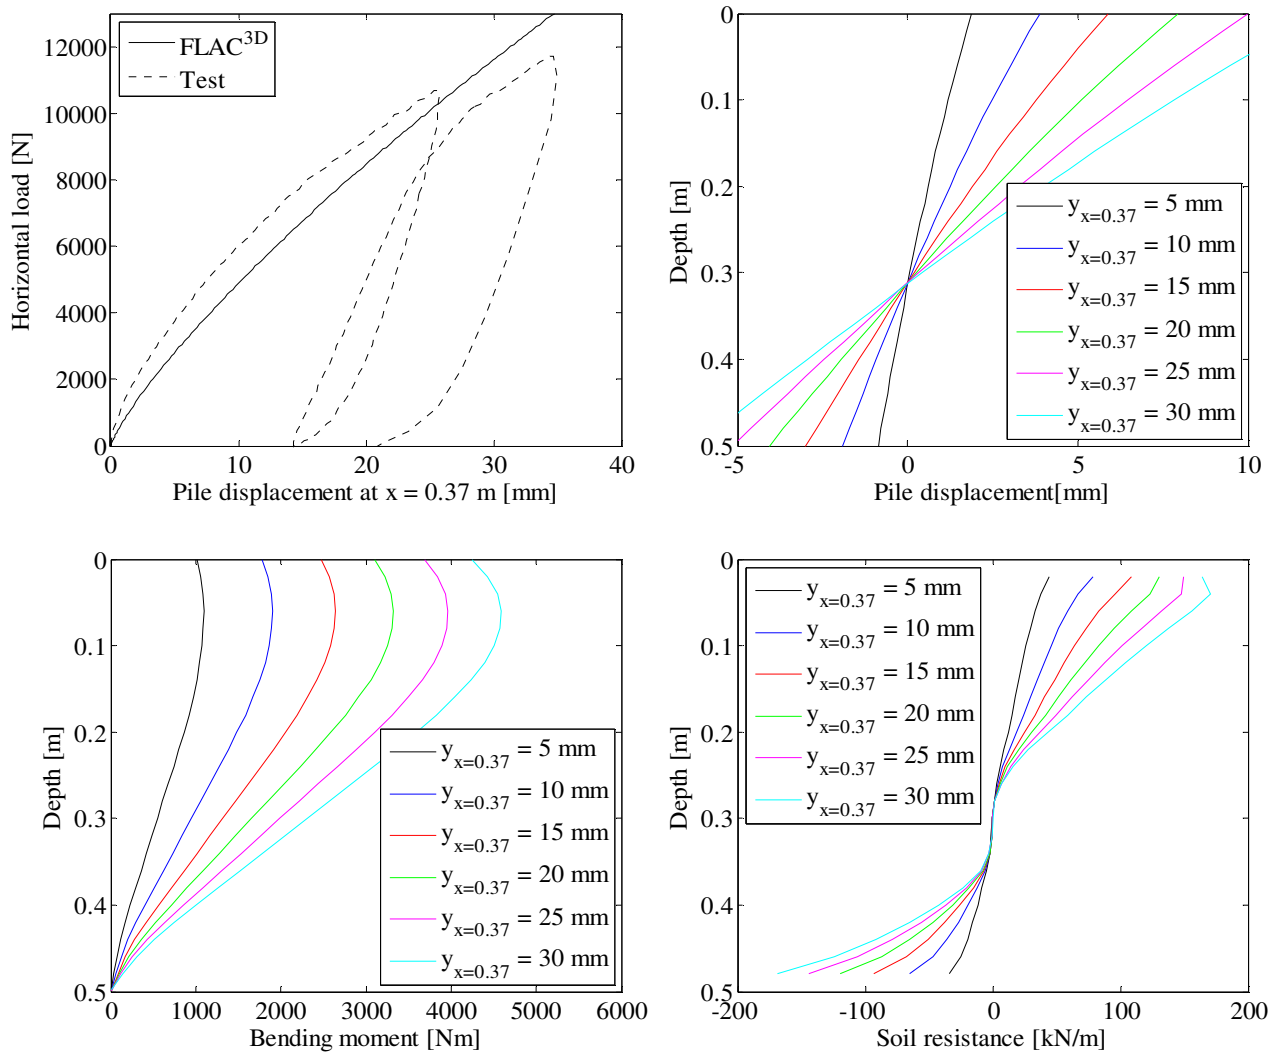 12000
10000
8000
6000
4000
2000
0
Horizontal load [N]
FLAC3D
Test
0 10 20 30 40
Pile displacement at x = 0.37 m [mm]
0
0.1
0.2
0.3
0.4
0.5
Depth [m]
yx=0.37 = 5 mm
yx=0.37 = 10 mm
yx=0.37 = 15 mm
yx=0.37 = 20 mm
yx=0.37 = 25 mm
yx=0.37 = 30 mm
-5 0 5 10
Pile displacement[mm]
0
0.1
0.2
0.3
0.4
0.5
Depth [m]
yx=0.37 = 5 mm
yx=0.37 = 10 mm
yx=0.37 = 15 mm
yx=0.37 = 20 mm
yx=0.37 = 25 mm
yx=0.37 = 30 mm
0 1000 2000 3000 4000 5000 6000
Bending moment [Nm]
0
0.1
0.2
0.3
0.4
0.5
Depth [m]
yx=0.37 = 5 mm
yx=0.37 = 10 mm
yx=0.37 = 15 mm
yx=0.37 = 20 mm
yx=0.37 = 25 mm
yx=0.37 = 30 mm
-200 -100 0 100 200
Soil resistance [kN/m]